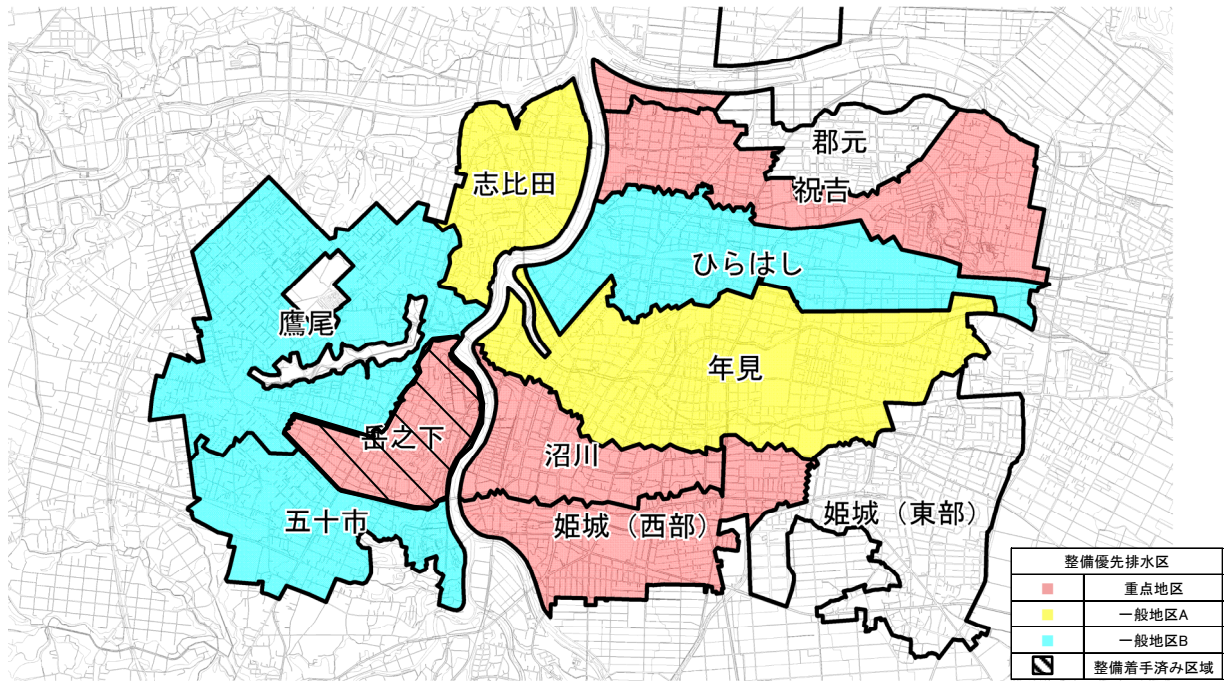 郡元
志比田
祝吉
ひらはし
鷹尾
年見
岳之下
沼川
五十市
姫城（西部）
姫城（東部）
整備優先排水区
重点地区
一般地区A
一般地区B
整備着手済み区域